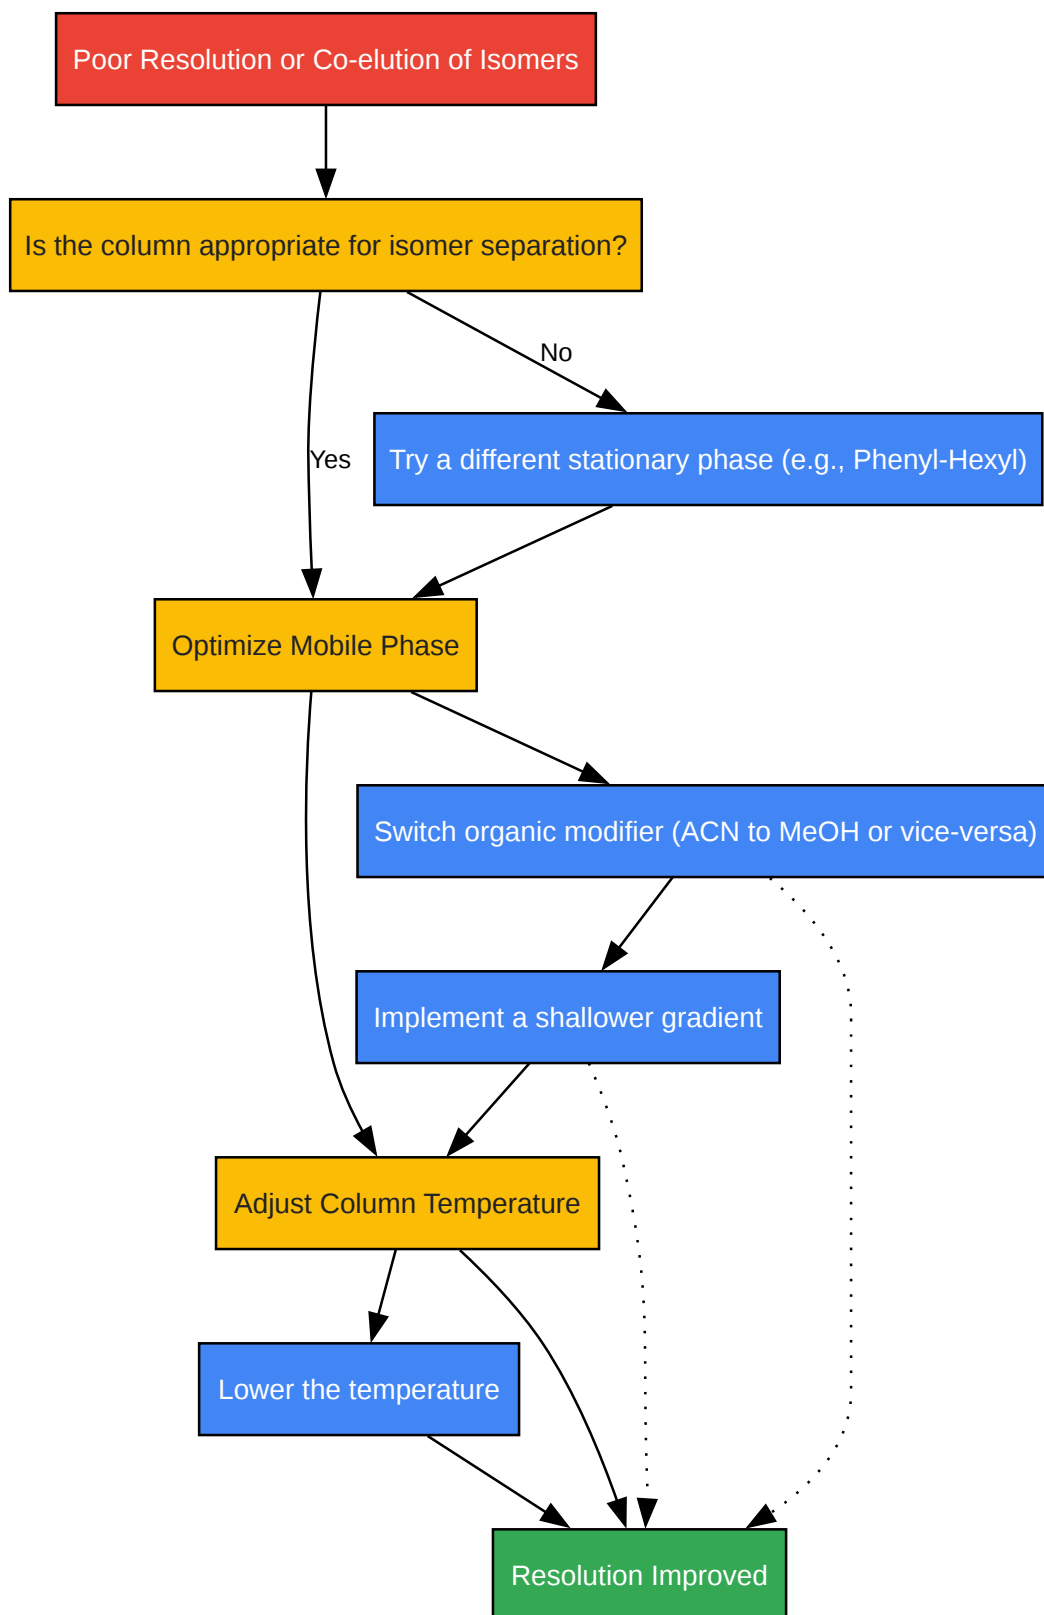 Poor Resolution or Co-elution of Isomers
Is the column appropriate for isomer separation?
No
Yes
Try a different stationary phase (e.g., Phenyl-Hexyl)
Optimize Mobile Phase
Switch organic modifier (ACN to MeOH or vice-versa)
Implement a shallower gradient
Adjust Column Temperature
Lower the temperature
Resolution Improved